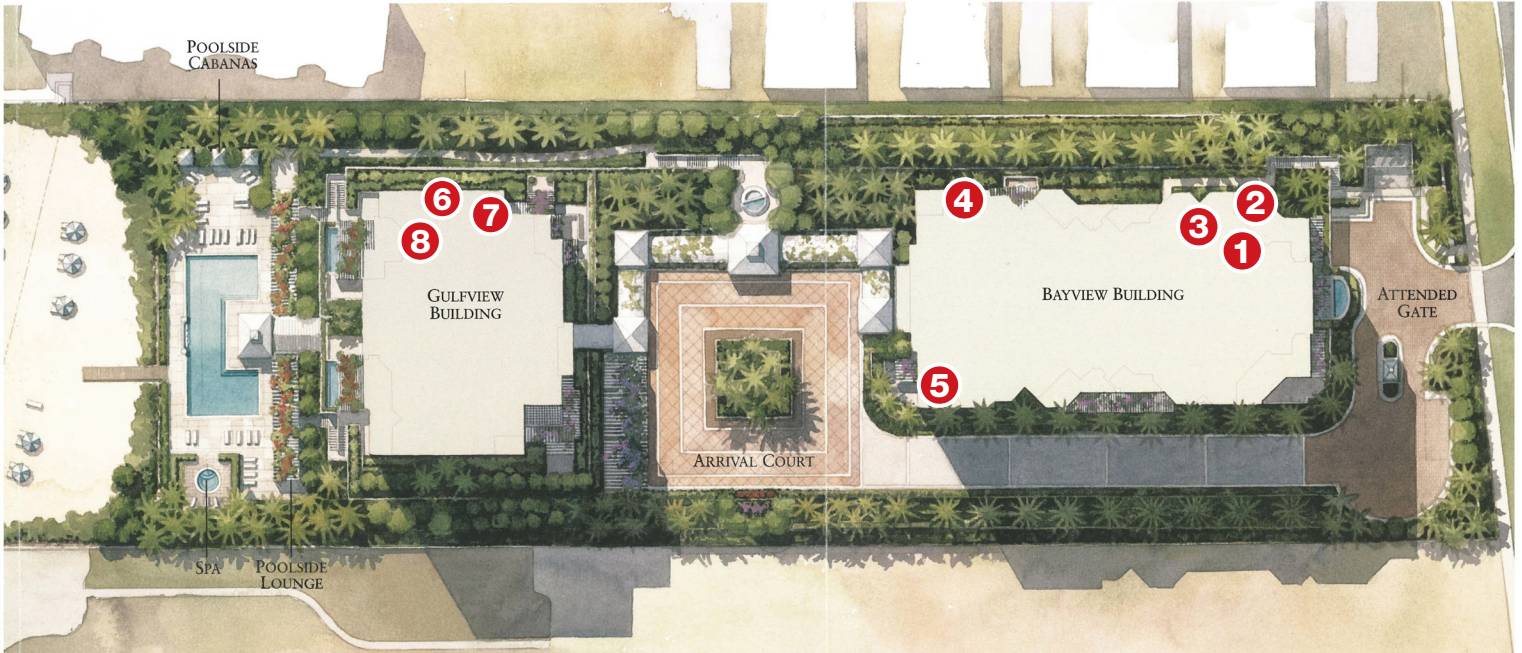 POOLSIDE
CABANAS
6
7
8
4
2
3
1
GULFVIEW
BUILDING
BAYVIEW BUILDING
ATTENDED
GATE
5
ARRIVAL COURT
SPA
POOLSIDE
LOUNGE